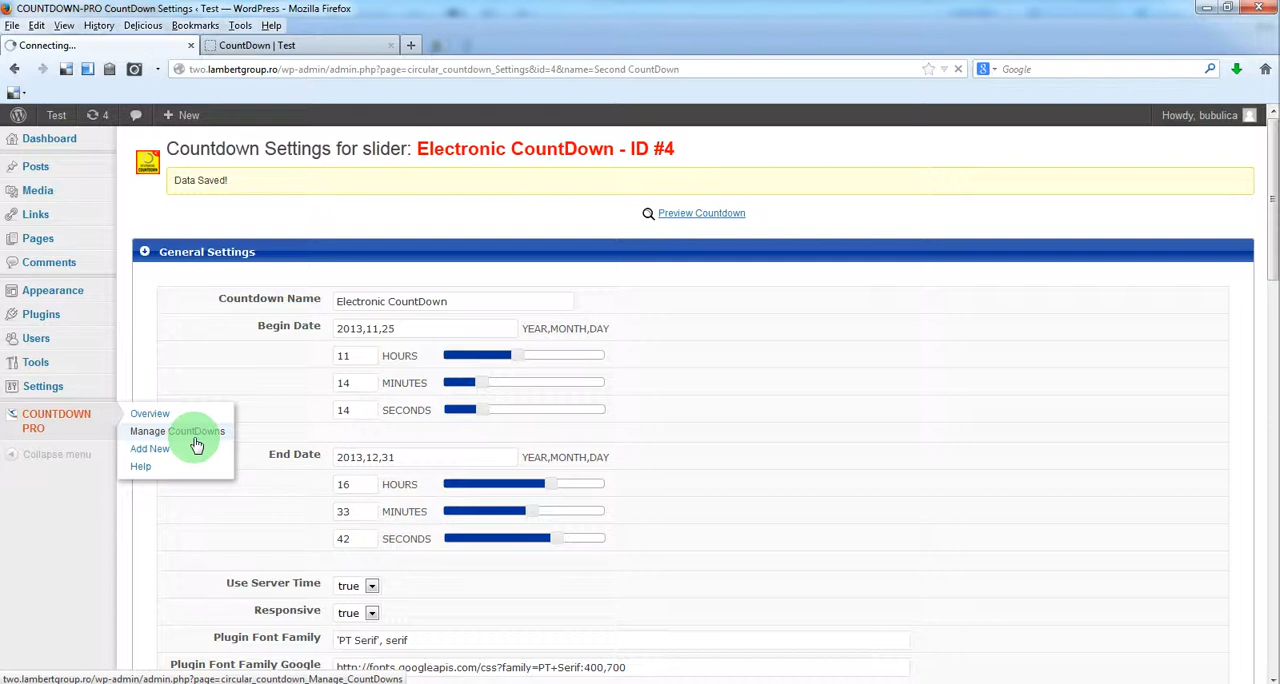 COUNTDOWN-PRO CountDown Settings ‹ Test — WordPress - Mozilla Firefox
File Edit View History Delicious Bookmarks Tools Help
Connecting...
CountDown | Test
two.lambertgroup.ro/wp-admin/admin.php?page=circular_countdown_Settings&id=4&name=Second CountDown
Google
Test
4
New
Howdy, bubulica
Dashboard
Posts
Media
Links
Pages
Comments
Appearance
Plugins
Users
Tools
Settings
COUNTDOWN
PRO
Collapse menu
Overview
Manage CountDowns
Add New
Help
Countdown Settings for slider: Electronic CountDown - ID #4
Data Saved!
Preview Countdown
General Settings
Countdown Name Electronic CountDown
Begin Date 2013,11,25 YEAR,MONTH,DAY
11 HOURS
14 MINUTES
14 SECONDS
End Date 2013,12,31 YEAR,MONTH,DAY
16 HOURS
33 MINUTES
42 SECONDS
Use Server Time true
Responsive true
Plugin Font Family 'PT Serif', serif
Plugin Font Family Google http://fonts.googleapis.com/css?family=PT+Serif:400,700
two.lambertgroup.ro/wp-admin/admin.php?page=circular_countdown_Manage_CountDowns